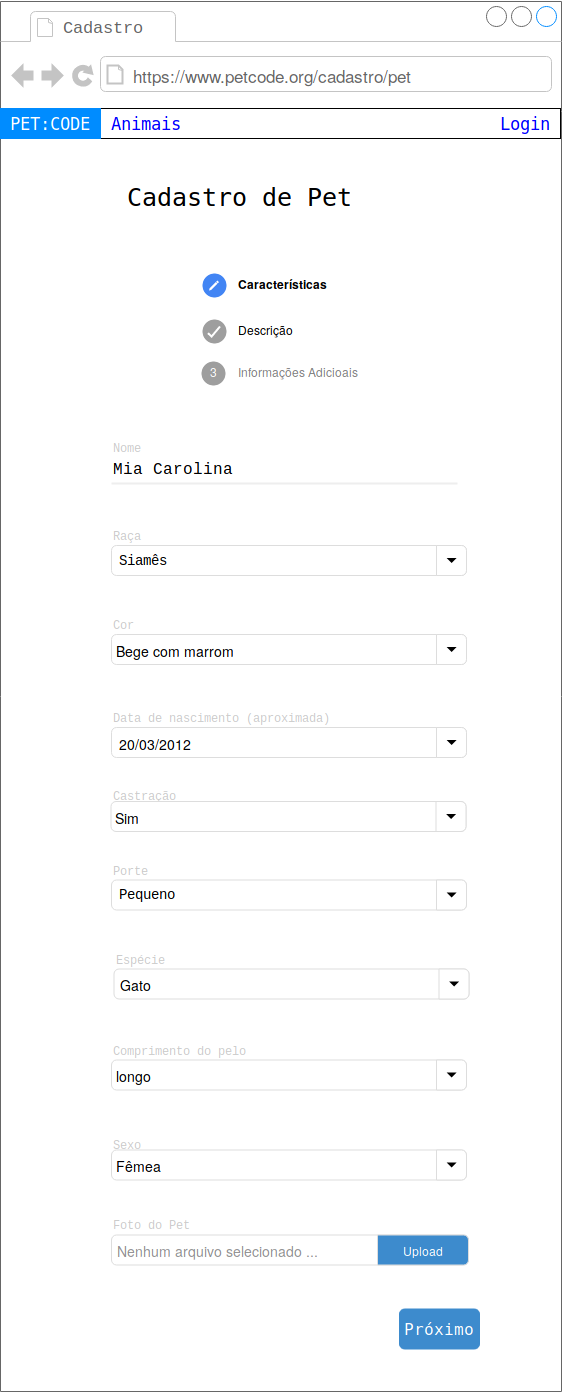 Cadastro
https://www.petcode.org/cadastro/pet
PET:CODE Animais Login
Cadastro de Pet
Características
Descrição
3 Informações Adicioais
Nome
Mia Carolina
Raça
Siamês
Cor
Bege com marrom
Data de nascimento (aproximada)
20/03/2012
Castração
Sim
Porte
Pequeno
Espécie
Gato
Comprimento do pelo
longo
Sexo
Fêmea
Foto do Pet
Nenhum arquivo selecionado ... Upload
Próximo